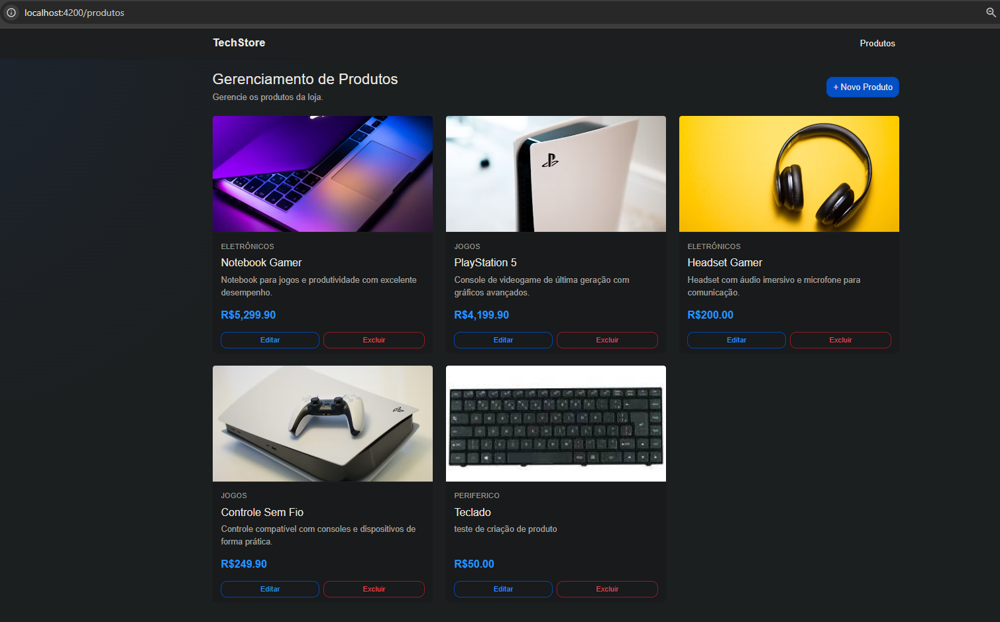 localhost:4200/produtos
TechStore
Produtos
Gerenciamento de Produtos
Gerencie os produtos da loja.
+ Novo Produto
ELETRÔNICOS
Notebook Gamer
Notebook para jogos e produtividade com excelente
desempenho.
R$5,299.90
Editar
Excluir
JOGOS
PlayStation 5
Console de videogame de última geração com
gráficos avançados.
R$4,199.90
Editar
Excluir
ELETRÔNICOS
Headset Gamer
Headset com áudio imersivo e microfone para
comunicação.
R$200.00
Editar
Excluir
JOGOS
Controle Sem Fio
Controle compatível com consoles e dispositivos de
forma prática.
R$249.90
Editar
Excluir
PERIFERICO
Teclado
teste de criação de produto
R$50.00
Editar
Excluir